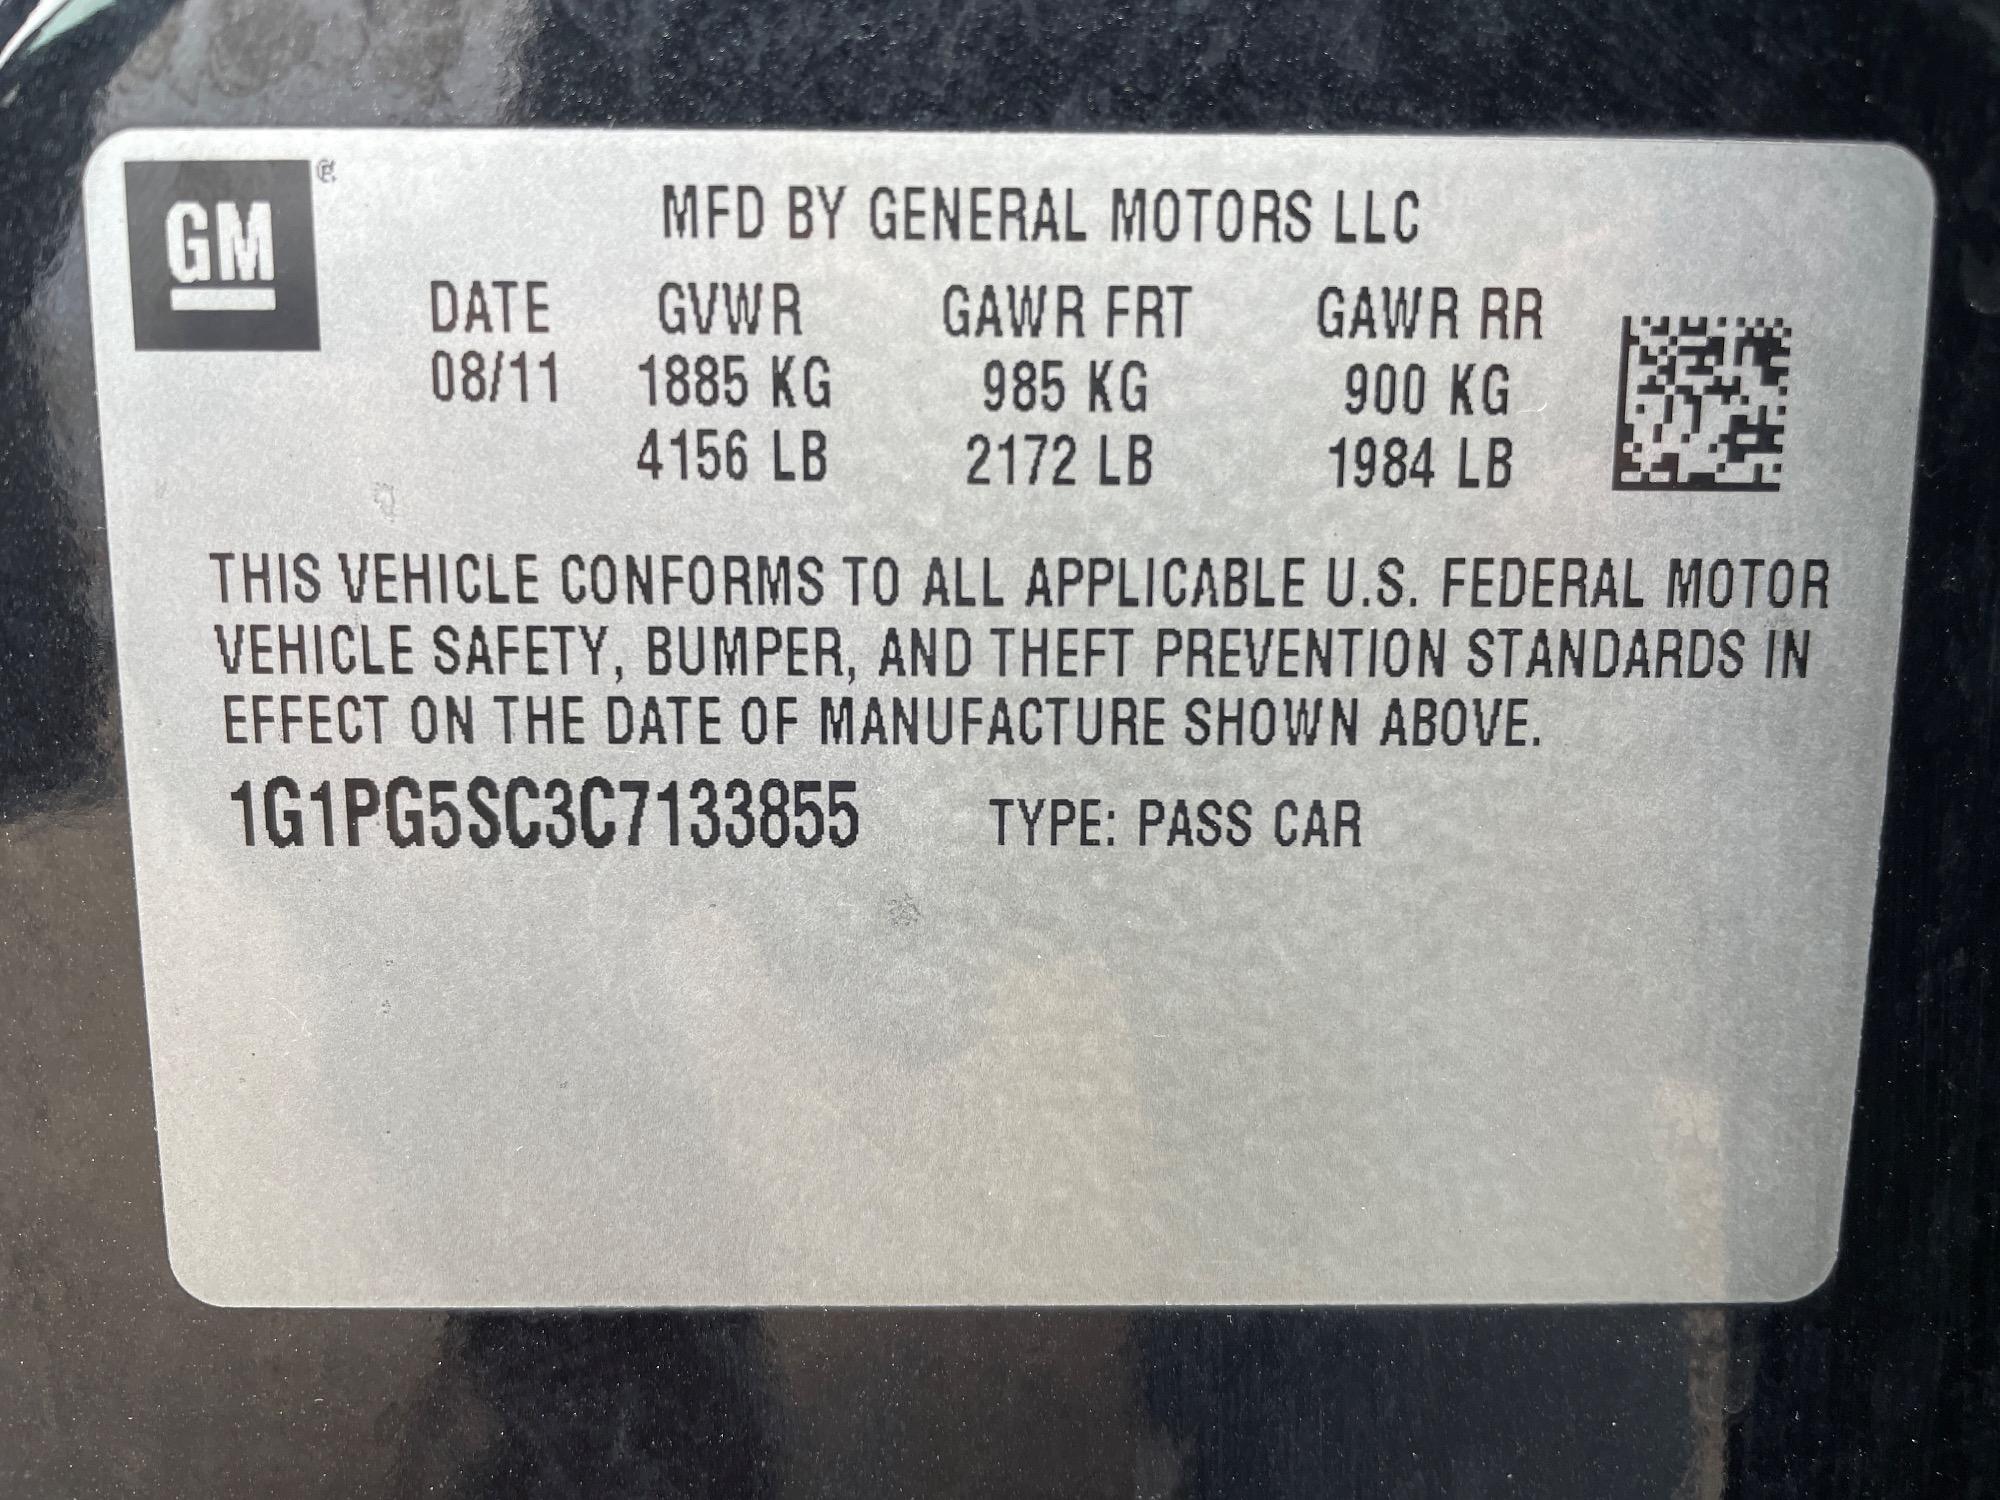 GM
®
MFD BY GENERAL MOTORS LLC
DATE GVWR GAWR FRT GAWR RR
08/11 1885 KG 985 KG 900 KG
4156 LB 2172 LB 1984 LB
THIS VEHICLE CONFORMS TO ALL APPLICABLE U.S. FEDERAL MOTOR
VEHICLE SAFETY, BUMPER, AND THEFT PREVENTION STANDARDS IN
EFFECT ON THE DATE OF MANUFACTURE SHOWN ABOVE.
1G1PG5SC3C7133855 TYPE: PASS CAR